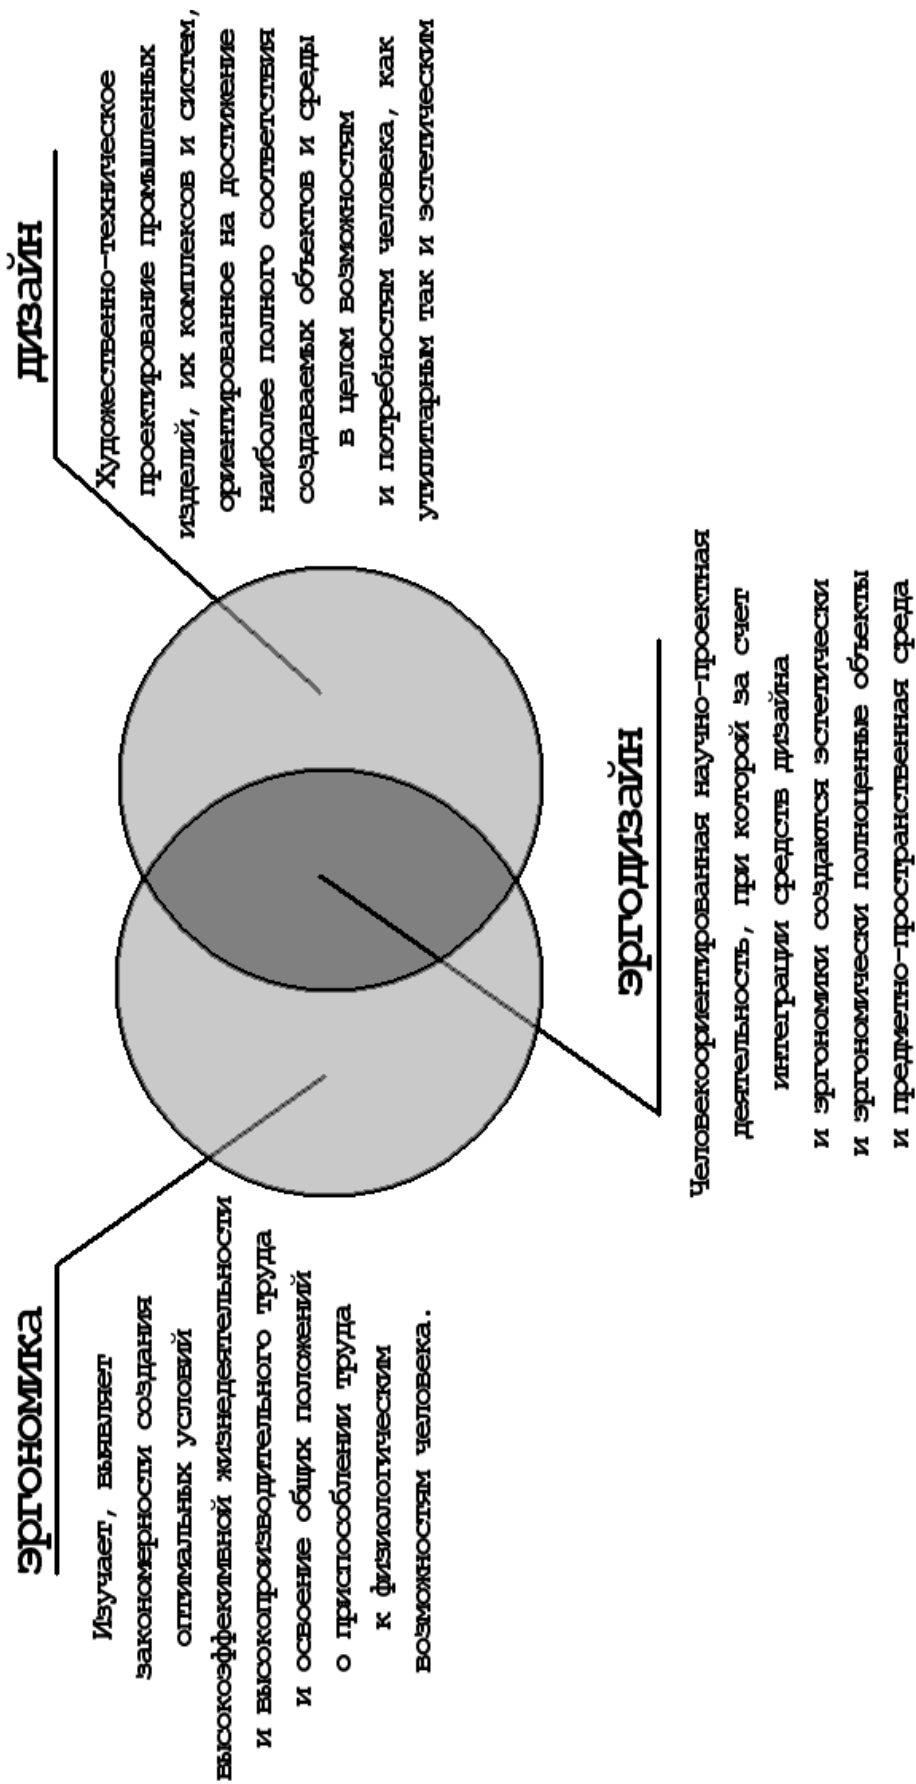 эргономика
Изучает, выявляет
закономерности создания
оптимальных условий
высокоэффекимвной жизнедеятельности
и высокопроизводительного труда
и освоение общих положений
о приспособлении труда
к физиологическим
возможностям человека.
дизайн
Художественно-техническое
проектирование промышленных
изделий, их комплексов и систем,
ориентированное на достижение
наиболее полного соответствия
создаваемых объектов и среды
в целом возможностям
и потребностям человека, как
утилитарным так и эстетическим
эргодизайн
Человекоориентированная научно-проектная
деятельность, при которой за счет
интеграции средств дизайна
и эргономики создаются эстетически
и эргономически полноценные объекты
и предметно-пространственная среда